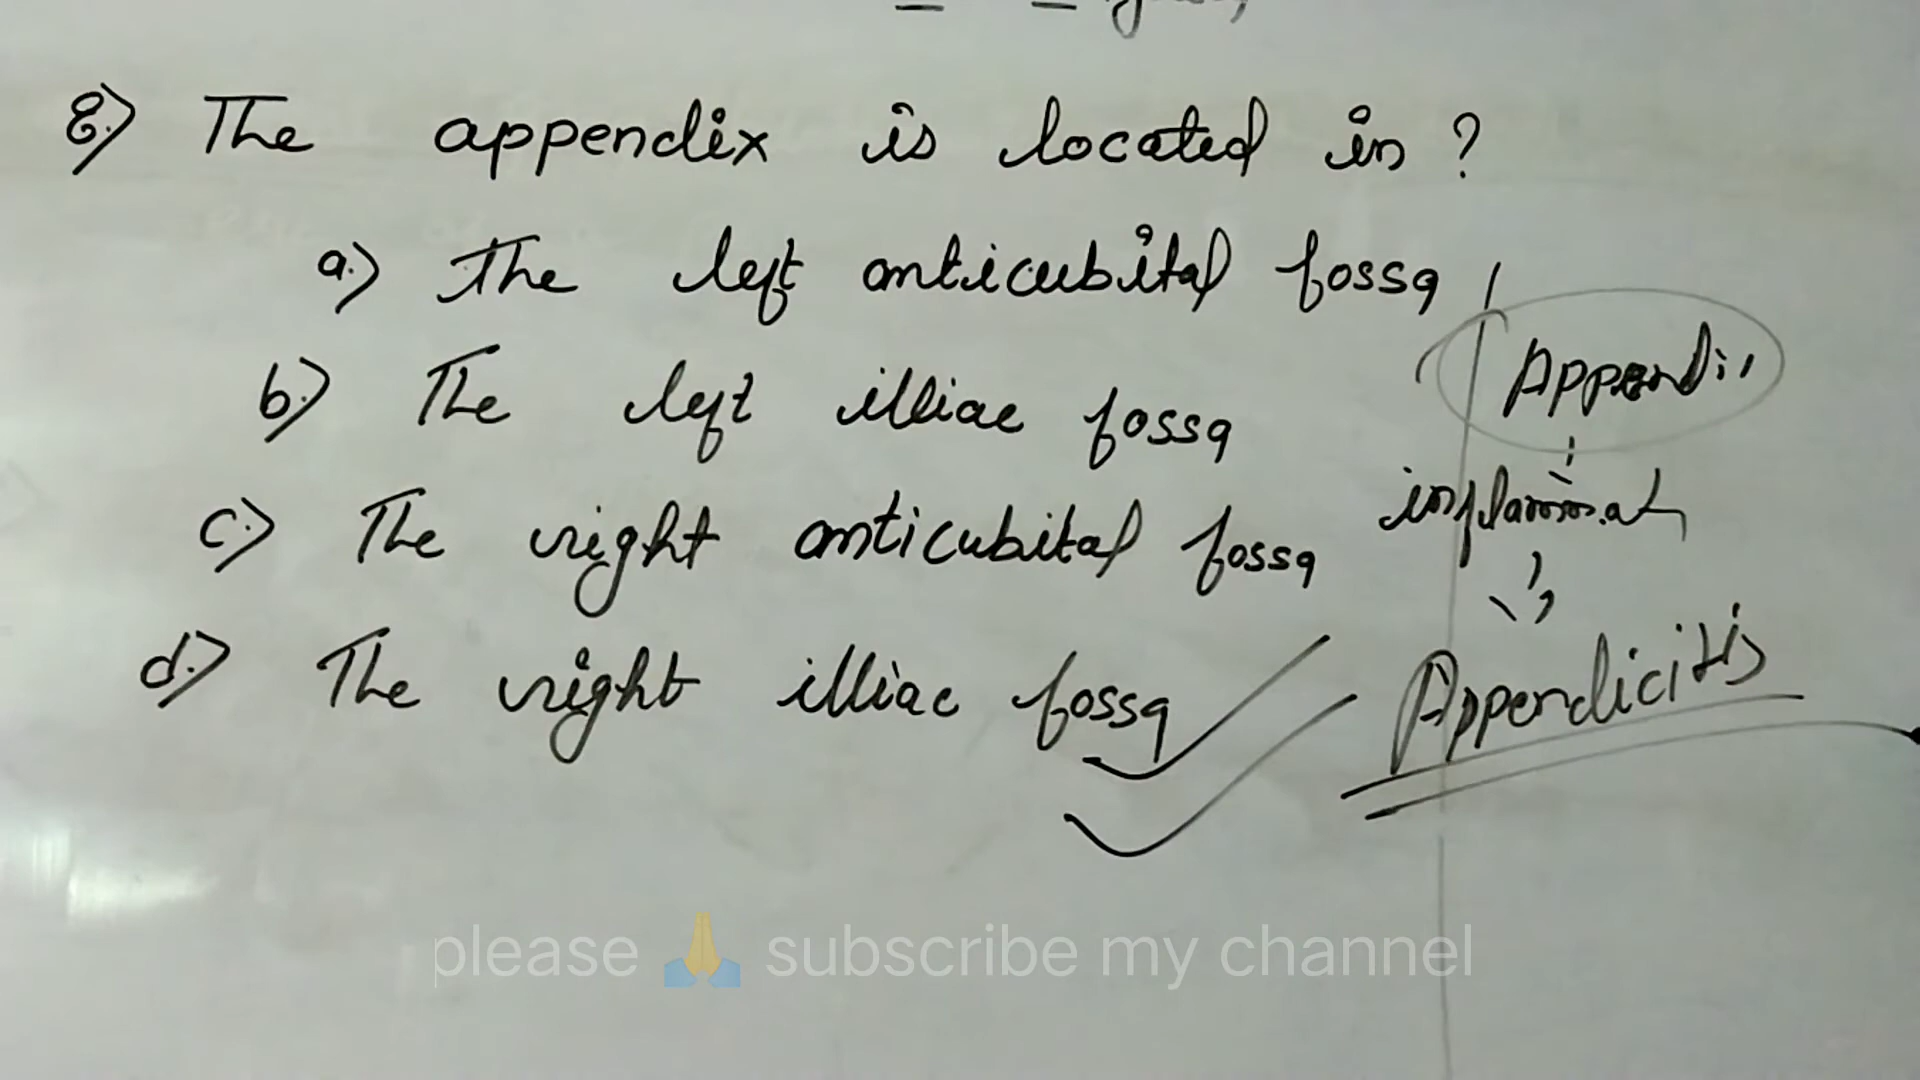 8.) The appendix is located in ?
a.) The left anticubital fossa
b.) The left illiac fossa
c.) The right anticubital fossa
d.) The right illiac fossa
Appendi
inflammat
Appendicitis
please 🙏 subscribe my channel